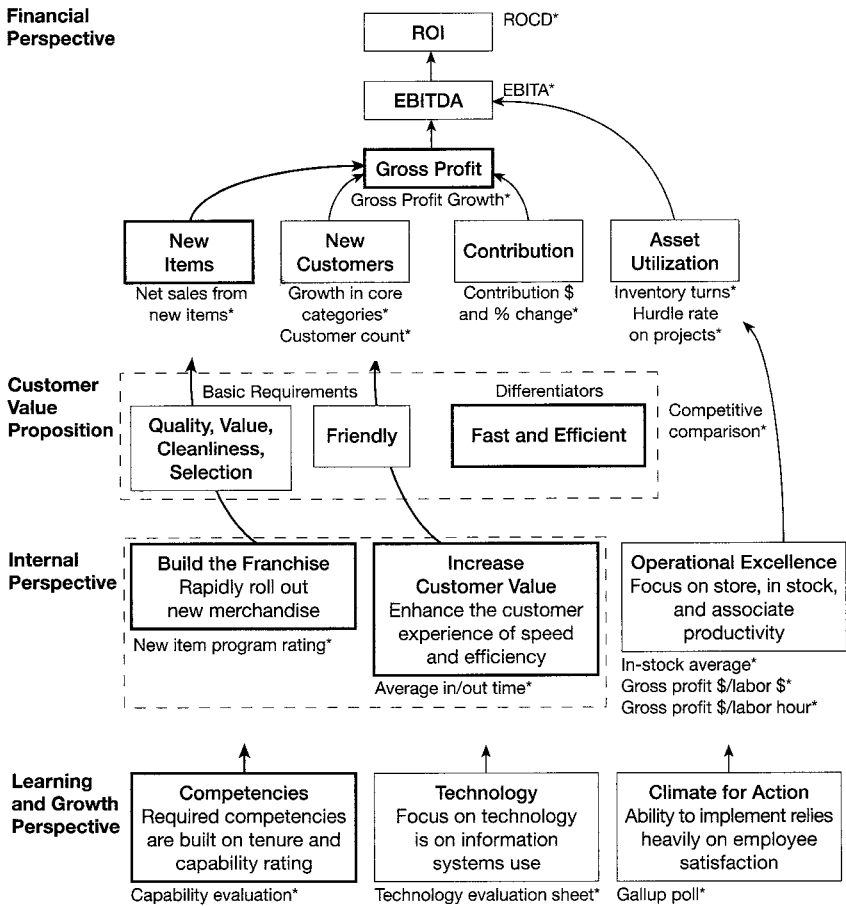 Financial
Perspective
ROI
ROCD*
EBITDA
EBITA*
Gross Profit
Gross Profit Growth*
New
Items
Net sales from
new items*
New
Customers
Growth in core
categories*
Customer count*
Contribution
Contribution $
and % change*
Asset
Utilization
Inventory turns*
Hurdle rate
on projects*
Customer
Value
Proposition
Basic Requirements
Differentiators
Quality, Value,
Cleanliness,
Selection
Friendly
Fast and Efficient
Competitive
comparison*
Internal
Perspective
Build the Franchise
Rapidly roll out
new merchandise
New item program rating*
Increase
Customer Value
Enhance the customer
experience of speed
and efficiency
Average in/out time*
Operational Excellence
Focus on store, in stock,
and associate
productivity
In-stock average*
Gross profit $/labor $*
Gross profit $/labor hour*
Learning
and Growth
Perspective
Competencies
Required competencies
are built on tenure and
capability rating
Capability evaluation*
Technology
Focus on technology
is on information
systems use
Technology evaluation sheet*
Climate for Action
Ability to implement relies
heavily on employee
satisfaction
Gallup poll*